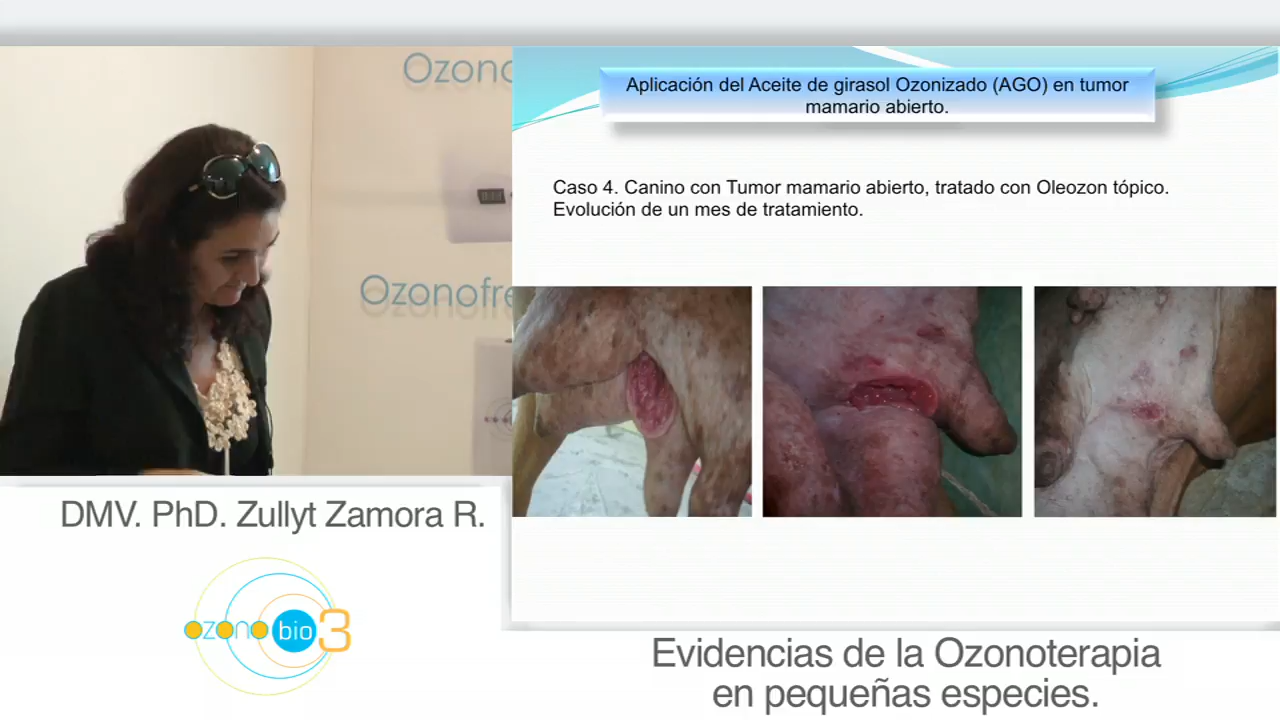 Ozono
Ozonofre
Aplicación del Aceite de girasol Ozonizado (AGO) en tumor
mamario abierto.
Caso 4. Canino con Tumor mamario abierto, tratado con Oleozon tópico.
Evolución de un mes de tratamiento.
DMV. PhD. Zullyt Zamora R.
ozono bio 3
Evidencias de la Ozonoterapia
en pequeñas especies.